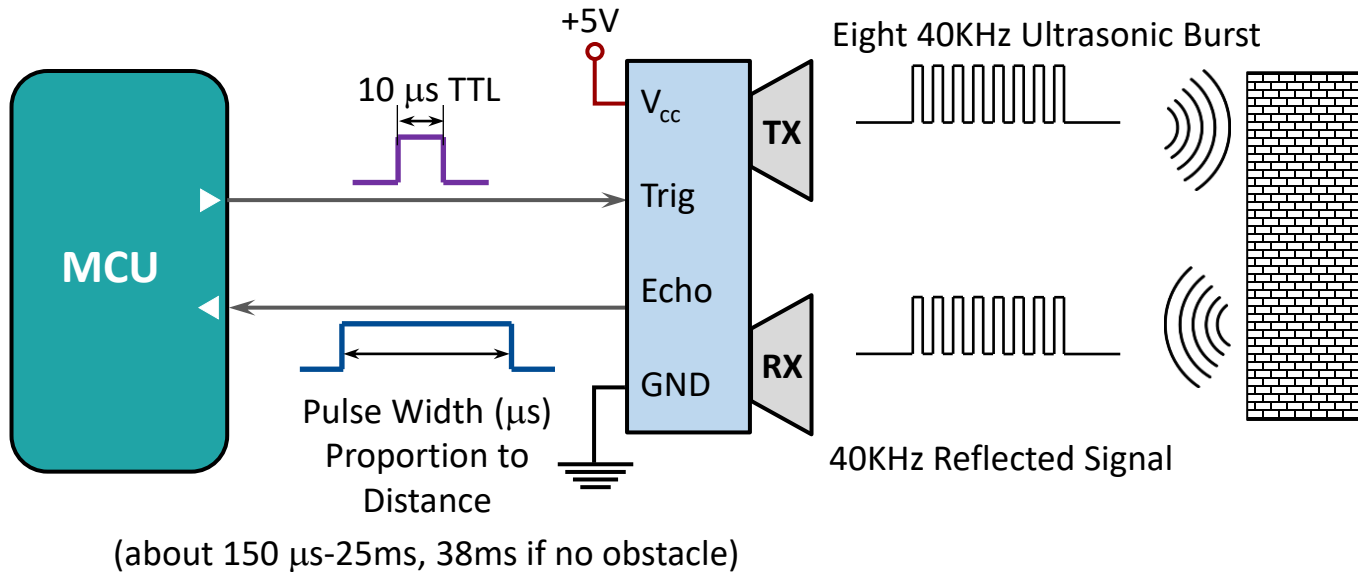 +5V
Eight 40KHz Ultrasonic Burst
10 μs TTL
Vcc
TX
Trig
MCU
Echo
GND
RX
Pulse Width (μs)
Proportion to
Distance
40KHz Reflected Signal
(about 150 μs-25ms, 38ms if no obstacle)